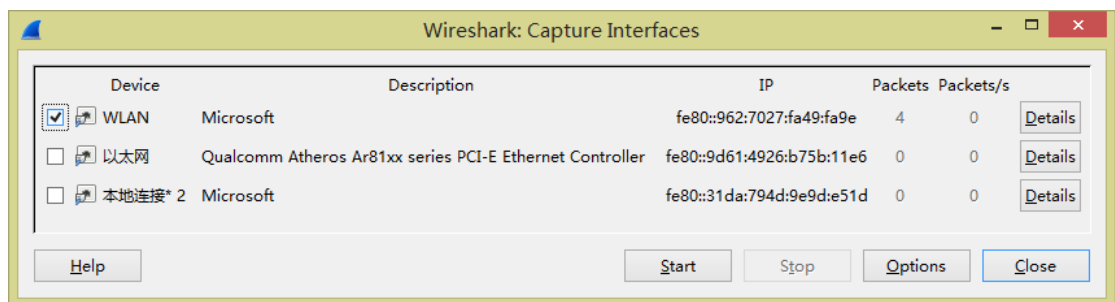 Wireshark: Capture Interfaces
Device Description IP Packets Packets/s
WLAN Microsoft fe80::962:7027:fa49:fa9e 4 0 Details
以太网 Qualcomm Atheros Ar81xx series PCI-E Ethernet Controller fe80::9d61:4926:b75b:11e6 0 0 Details
本地连接* 2 Microsoft fe80::31da:794d:9e9d:e51d 0 0 Details
Help Start Stop Options Close